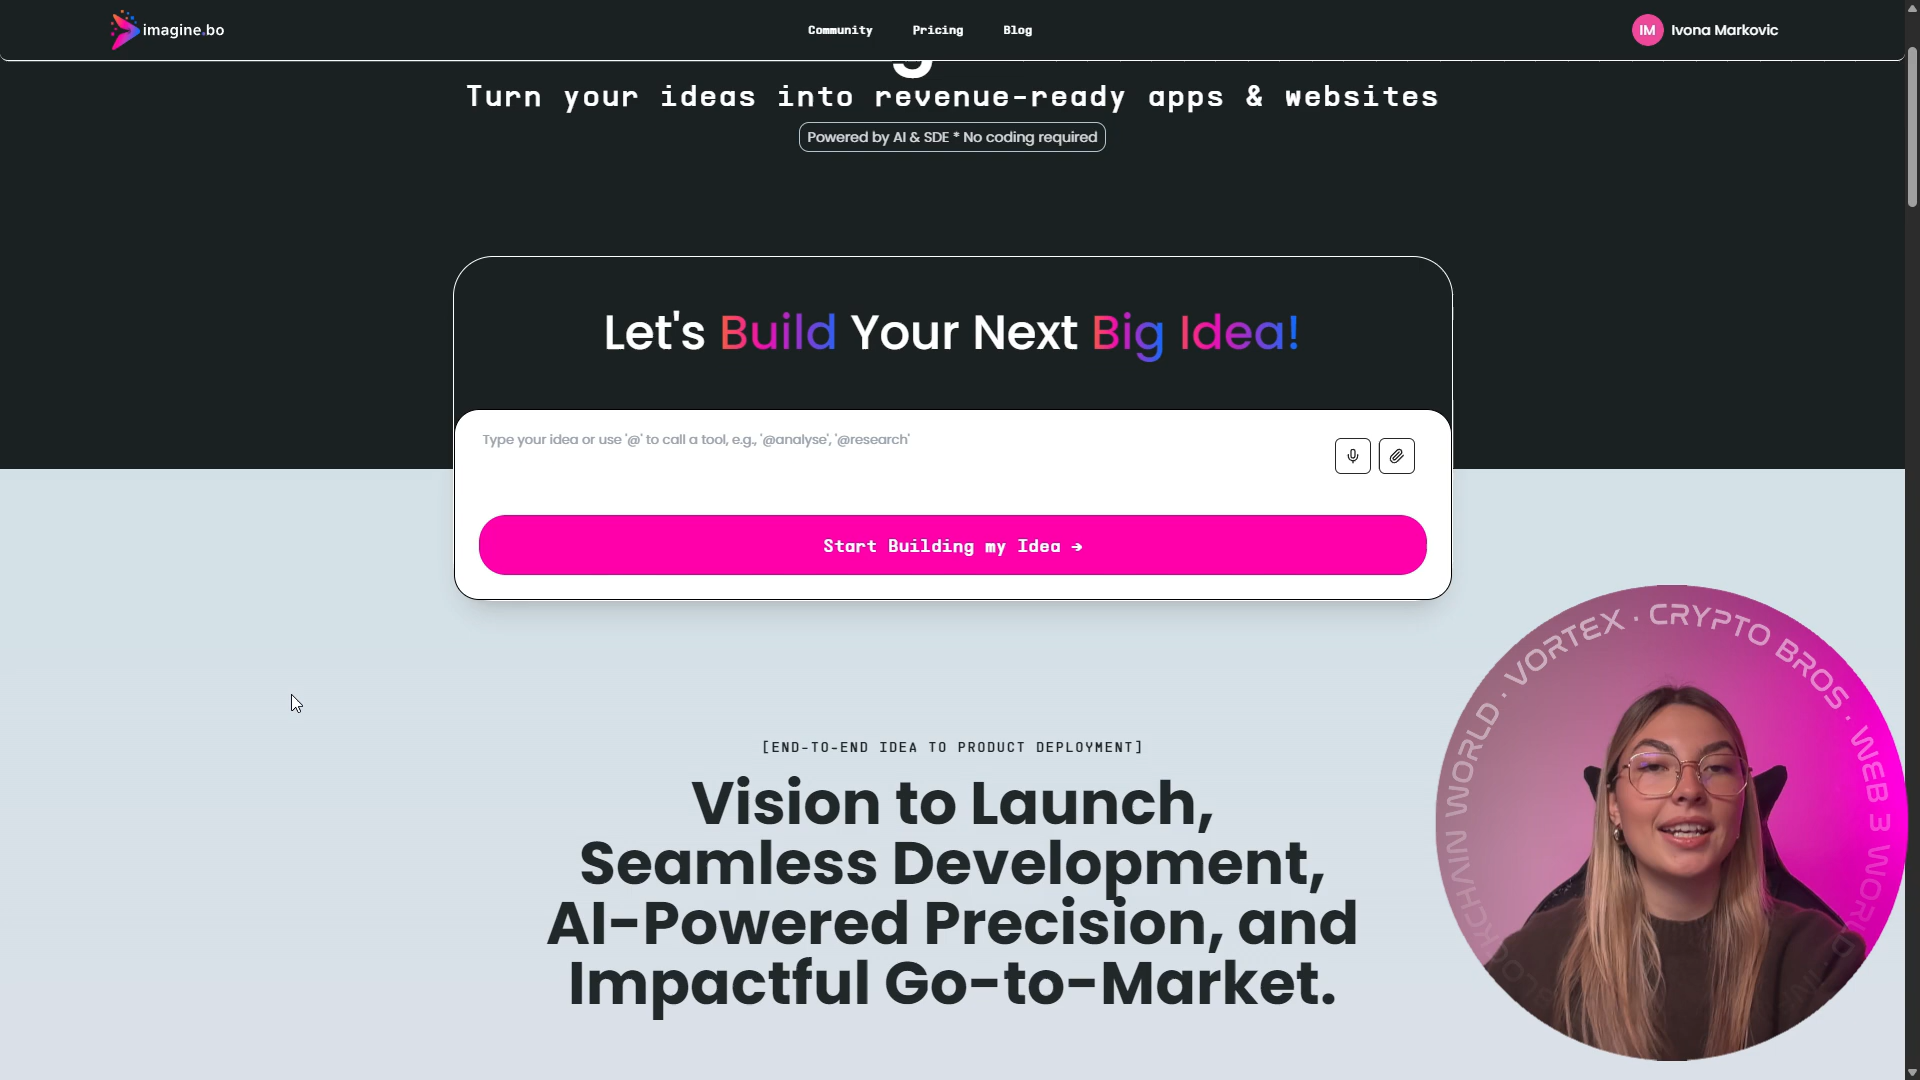 imagine.bo
Community
Pricing
Blog
IM
Ivona Markovic
Turn your ideas into revenue-ready apps & websites
Powered by AI & SDE * No coding required
Let's Build Your Next Big Idea!
Type your idea or use '@' to call a tool, e.g., '@analyse', '@research'
Start Building my Idea →
[END-TO-END IDEA TO PRODUCT DEPLOYMENT]
Vision to Launch,
Seamless Development,
AI-Powered Precision, and
Impactful Go-to-Market.
WORLD · VORTEX · CRYPTO BROS · WEB 3 WORLD